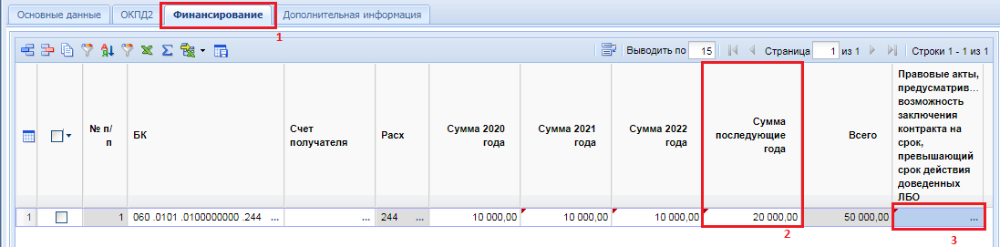 Основные данные ОКПД2 Финансирование Дополнительная информация
1
Выводить по 15 Страница 1 из 1 Строки 1 - 1 из 1
№ п/
п
БК
Счет
получателя
Расх
Сумма 2020
года
Сумма 2021
года
Сумма 2022
года
Сумма
последующие
года
Всего
Правовые акты,
предусматрив...
возможность
заключения
контракта на
срок,
превышающий
срок действия
доведенных
ЛБО
1 1 060 .0101 .0100000000 .244 ... ... 244 ... 10 000,00 10 000,00 10 000,00 20 000,00 50 000,00 ...
2 3